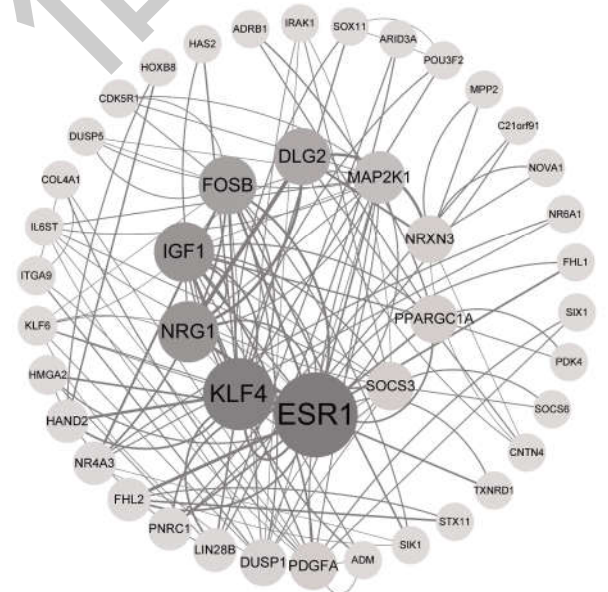 ADRB1
IRAK1
SOX11
ARID3A
POU3F2
HAS2
HOXB8
MPP2
CDK5R1
C21orf91
DUSP5
DLG2
MAP2K1
NOVA1
FOSB
COL4A1
NR6A1
IL6ST
IGF1
NRXN3
FHL1
ITGA9
SIX1
KLF6
NRG1
PPARGC1A
PDK4
HMGA2
KLF4
ESR1
SOCS3
SOCS6
HAND2
CNTN4
NR4A3
TXNRD1
FHL2
STX11
PNRC1
LIN28B
DUSP1
PDGFA
ADM
SIK1